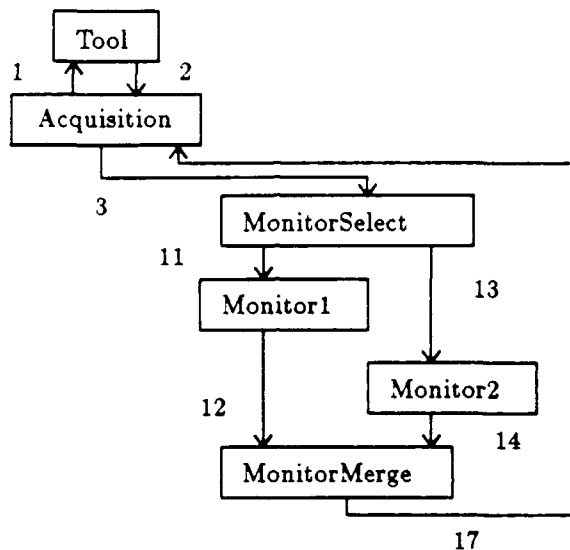 Tool
1
2
Acquisition
3
MonitorSelect
11
13
Monitor1
Monitor2
12
14
MonitorMerge
17